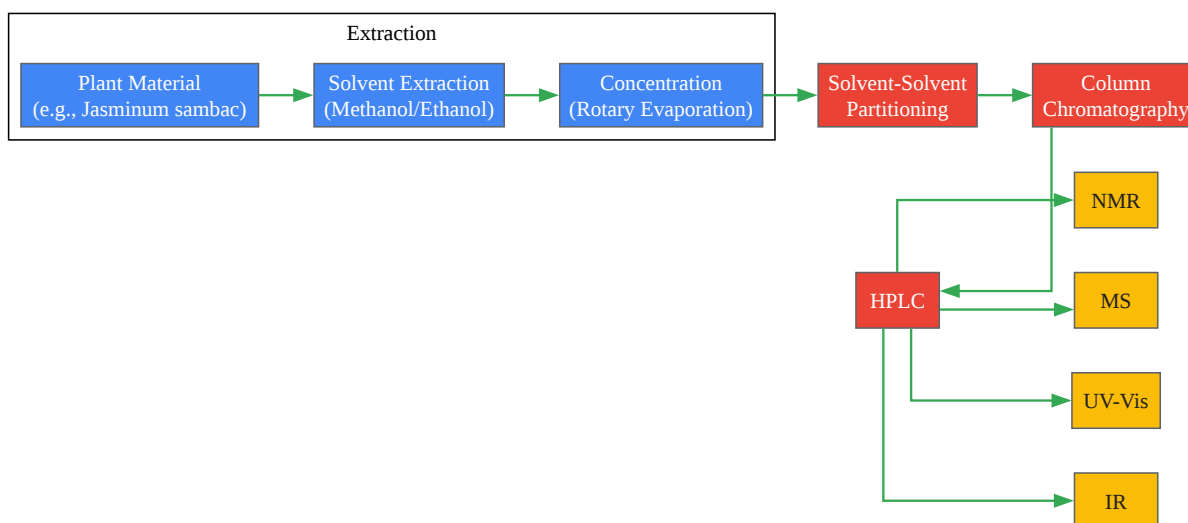 Extraction
Plant Material
(e.g., Jasminum sambac)
Solvent Extraction
(Methanol/Ethanol)
Concentration
(Rotary Evaporation)
Solvent-Solvent
Partitioning
Column
Chromatography
NMR
HPLC
MS
UV-Vis
IR